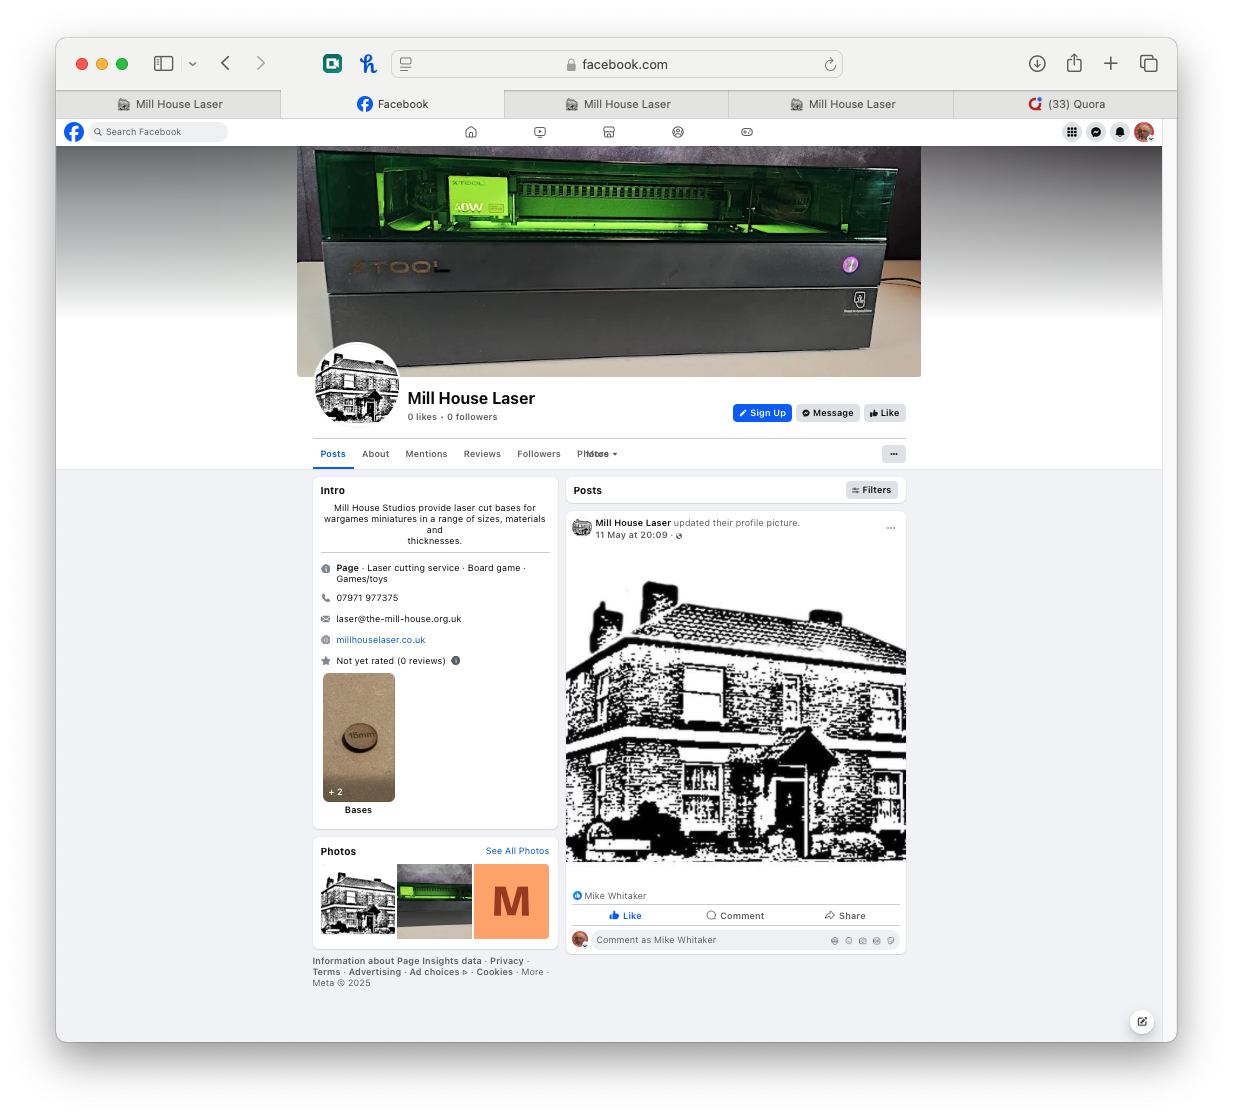 facebook.com
Mill House Laser
Facebook
Mill House Laser
Mill House Laser
(33) Quora
Search Facebook
XTOOL
40W
XTOOL
Mill House Laser
0 likes • 0 followers
Sign Up
Message
Like
Posts
About
Mentions
Reviews
Followers
Photos
More
Intro
Mill House Studios provide laser cut bases for
wargames miniatures in a range of sizes, materials
and
thicknesses.
Page · Laser cutting service · Board game ·
Games/toys
07971 977375
laser@the-mill-house.org.uk
millhouselaser.co.uk
Not yet rated (0 reviews)
15mm
+ 2
Bases
Photos
See All Photos
M
Information about Page Insights data · Privacy ·
Terms · Advertising · Ad choices · Cookies · More ·
Meta © 2025
Posts
Filters
Mill House Laser updated their profile picture.
11 May at 20:09 ·
Mike Whitaker
Like
Comment
Share
Comment as Mike Whitaker